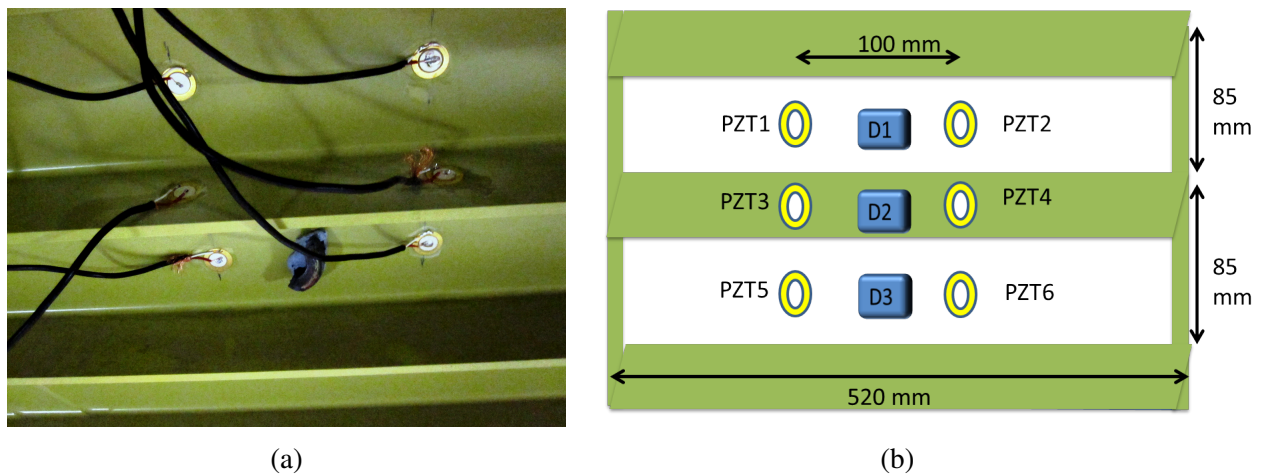 100 mm
PZT1
D1
PZT2
85
mm
PZT3
D2
PZT4
PZT5
D3
PZT6
85
mm
520 mm
(a)
(b)